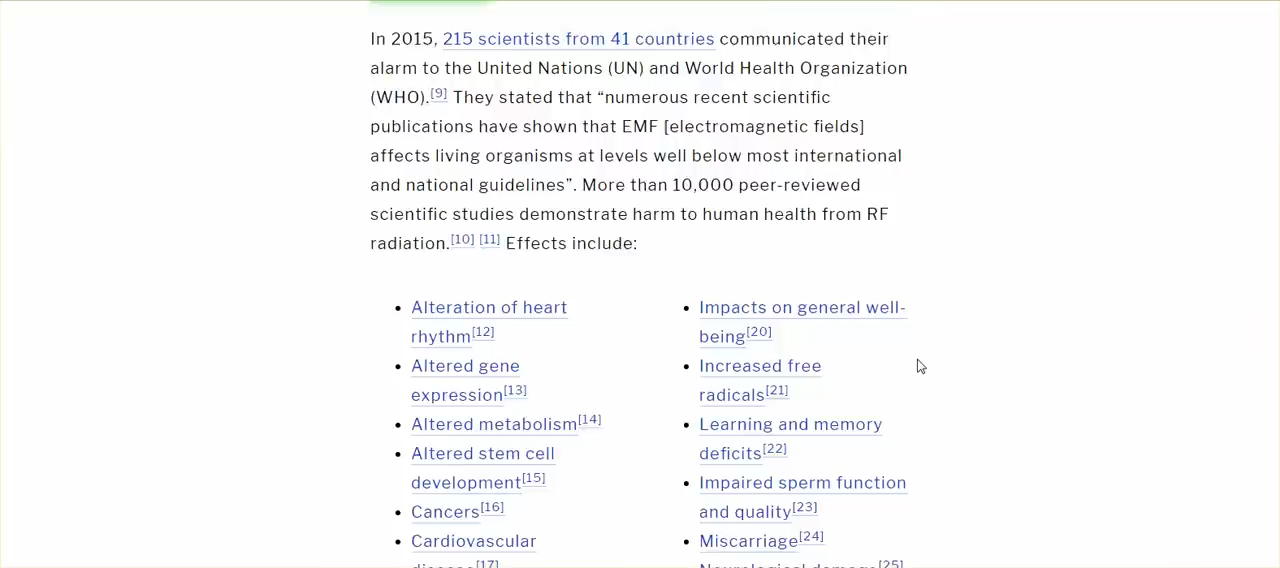 In 2015, 215 scientists from 41 countries communicated their
alarm to the United Nations (UN) and World Health Organization
(WHO).[9] They stated that “numerous recent scientific
publications have shown that EMF [electromagnetic fields]
affects living organisms at levels well below most international
and national guidelines”. More than 10,000 peer-reviewed
scientific studies demonstrate harm to human health from RF
radiation.[10] [11] Effects include:
Alteration of heart
rhythm[12]
Altered gene
expression[13]
Altered metabolism[14]
Altered stem cell
development[15]
Cancers[16]
Cardiovascular
disease[17]
Impacts on general well-
being[20]
Increased free
radicals[21]
Learning and memory
deficits[22]
Impaired sperm function
and quality[23]
Miscarriage[24]
Neurological damage[25]